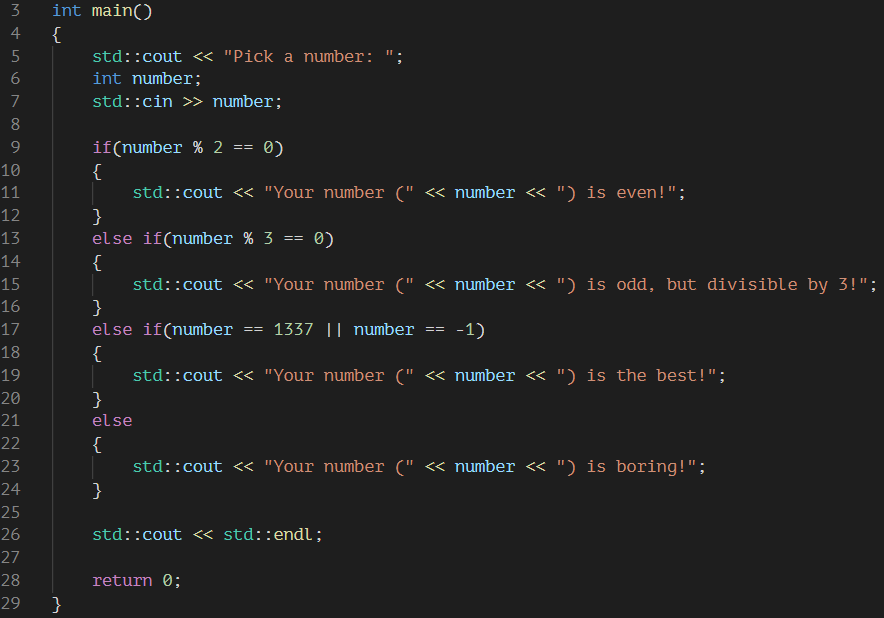 3 int main()
4 {
5     std::cout << "Pick a number: ";
6     int number;
7     std::cin >> number;
8
9     if(number % 2 == 0)
10     {
11         std::cout << "Your number (" << number << ") is even!";
12     }
13     else if(number % 3 == 0)
14     {
15         std::cout << "Your number (" << number << ") is odd, but divisible by 3!";
16     }
17     else if(number == 1337 || number == -1)
18     {
19         std::cout << "Your number (" << number << ") is the best!";
20     }
21     else
22     {
23         std::cout << "Your number (" << number << ") is boring!";
24     }
25
26     std::cout << std::endl;
27
28     return 0;
29 }